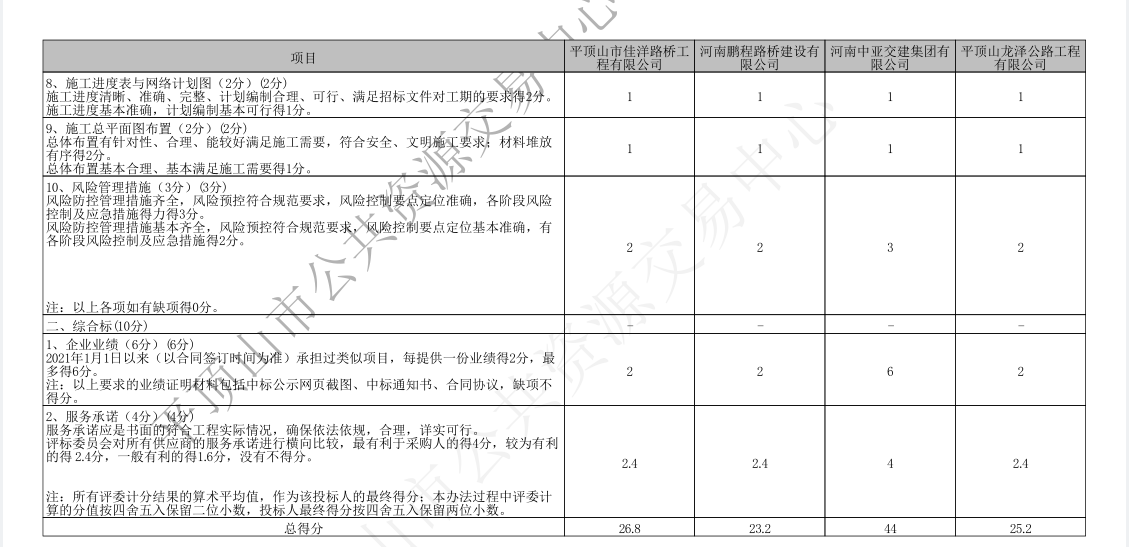 项目
平顶山市佳洋路桥工
程有限公司
河南鹏程路桥建设有
限公司
河南中亚交建集团有
限公司
平顶山龙泽公路工程
有限公司
8、施工进度表与网络计划图（2分）(2分)
施工进度清晰、准确、完整、计划编制合理、可行、满足招标文件对工期的要求得2分。
施工进度基本准确，计划编制基本可行得1分。
1
1
1
1
9、施工总平面图布置（2分）(2分)
总体布置有针对性、合理、能较好满足施工需要，符合安全、文明施工要求；材料堆放
有序得2分。
总体布置基本合理、基本满足施工需要得1分。
1
1
1
1
10、风险管理措施（3分）(3分)
风险防控管理措施齐全，风险预控符合规范要求，风险控制要点定位准确，各阶段风险
控制及应急措施得力得3分。
风险防控管理措施基本齐全，风险预控符合规范要求，风险控制要点定位基本准确，有
各阶段风险控制及应急措施得2分。
注：以上各项如有缺项得0分。
2
2
3
2
二、综合标(10分)
-
-
-
-
1、企业业绩（6分）(6分)
2021年1月1日以来（以合同签订时间为准）承担过类似项目，每提供一份业绩得2分，最
多得6分。
注：以上要求的业绩证明材料包括中标公示网页截图、中标通知书、合同协议，缺项不
得分。
2
2
6
2
2、服务承诺（4分）(4分)
服务承诺应是书面的符合工程实际情况，确保依法依规，合理，详实可行。
评标委员会对所有供应商的服务承诺进行横向比较，最有利于采购人的得4分，较为有利
的得 2.4分，一般有利的得1.6分，没有不得分。
注：所有评委计分结果的算术平均值，作为该投标人的最终得分；本办法过程中评委计
算的分值按四舍五入保留二位小数，投标人最终得分按四舍五入保留两位小数。
2.4
2.4
4
2.4
总得分
26.8
23.2
44
25.2
平顶山市公共资源交易中心
山市公共资源交易中心